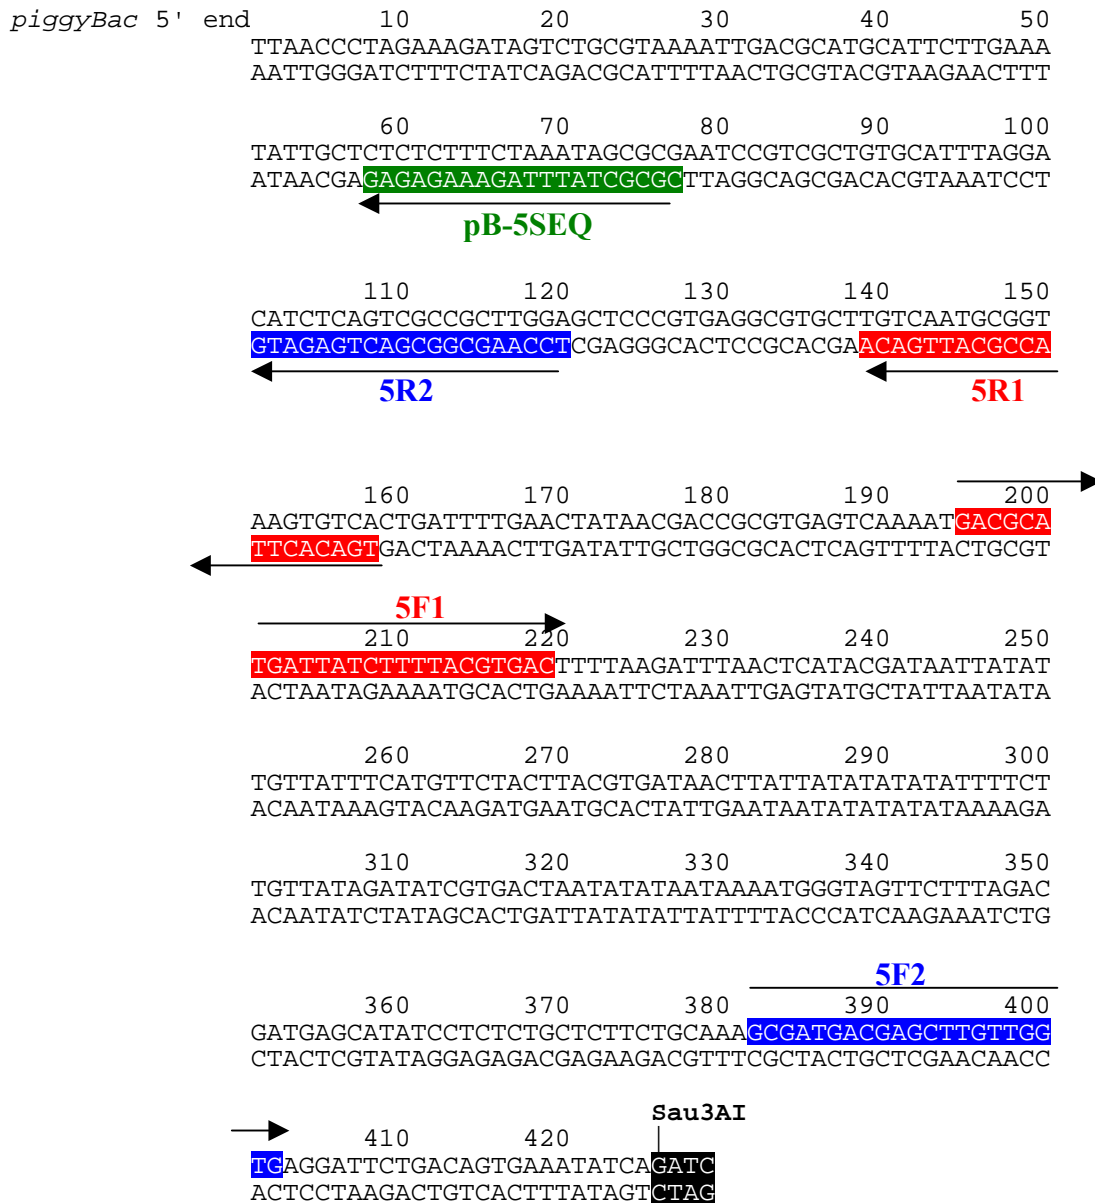 piggyBac 5' end 10 20 30 40 50
TTAACCCTAGAAAGATAGTCTGCGTAAAATTGACGCATGCATTCTTGAAA
AATTGGGATCTTTCTATCAGACGCATTTTAACTGCGTACGTAAGAACTTT
60 70 80 90 100
TATTGCTCTCTCTTTCTAAATAGCGCGAATCCGTCGCTGTGCATTTAGGA
ATAACGAGAGAGAAAGATTTATCGCGCTTAGGCAGCGACACGTAAATCCT
pB-5SEQ
110 120 130 140 150
CATCTCAGTCGCCGCTTGGAGCTCCCGTGAGGCGTGCTTGTCAATGCGGT
GTAGAGTCAGCGGCGAACCTCGAGGGCACTCCGCACGAACAGTTACGCCA
5R2 5R1
160 170 180 190 200
AAGTGTCACTGATTTTGAACTATAACGACCGCGTGAGTCAAAATGACGCA
TTCACAGTGACTAAAACTTGATATTGCTGGCGCACTCAGTTTTACTGCGT
5F1
210 220 230 240 250
TGATTATCTTTTACGTGACTTTTAAGATTTAACTCATACGATAATTATAT
ACTAATAGAAAATGCACTGAAAATTCTAAATTGAGTATGCTATTAATATA
260 270 280 290 300
TGTTATTTCATGTTCTACTTACGTGATAACTTATTATATATATATTTTCT
ACAATAAAGTACAAGATGAATGCACTATTGAATAATATATATATAAAAGA
310 320 330 340 350
TGTTATAGATATCGTGACTAATATATAATAAAATGGGTAGTTCTTTAGAC
ACAATATCTATAGCACTGATTATATATTATTTTACCCATCAAGAAATCTG
5F2
360 370 380 390 400
GATGAGCATATCCTCTCTGCTCTTCTGCAAAGCGATGACGAGCTTGTTGG
CTACTCGTATAGGAGAGACGAGAAGACGTTTCGCTACTGCTCGAACAACC
Sau3AI
410 420
TGAGGATTCTGACAGTGAAATATCAGATC
ACTCCTAAGACTGTCACTTTATAGTCTAG